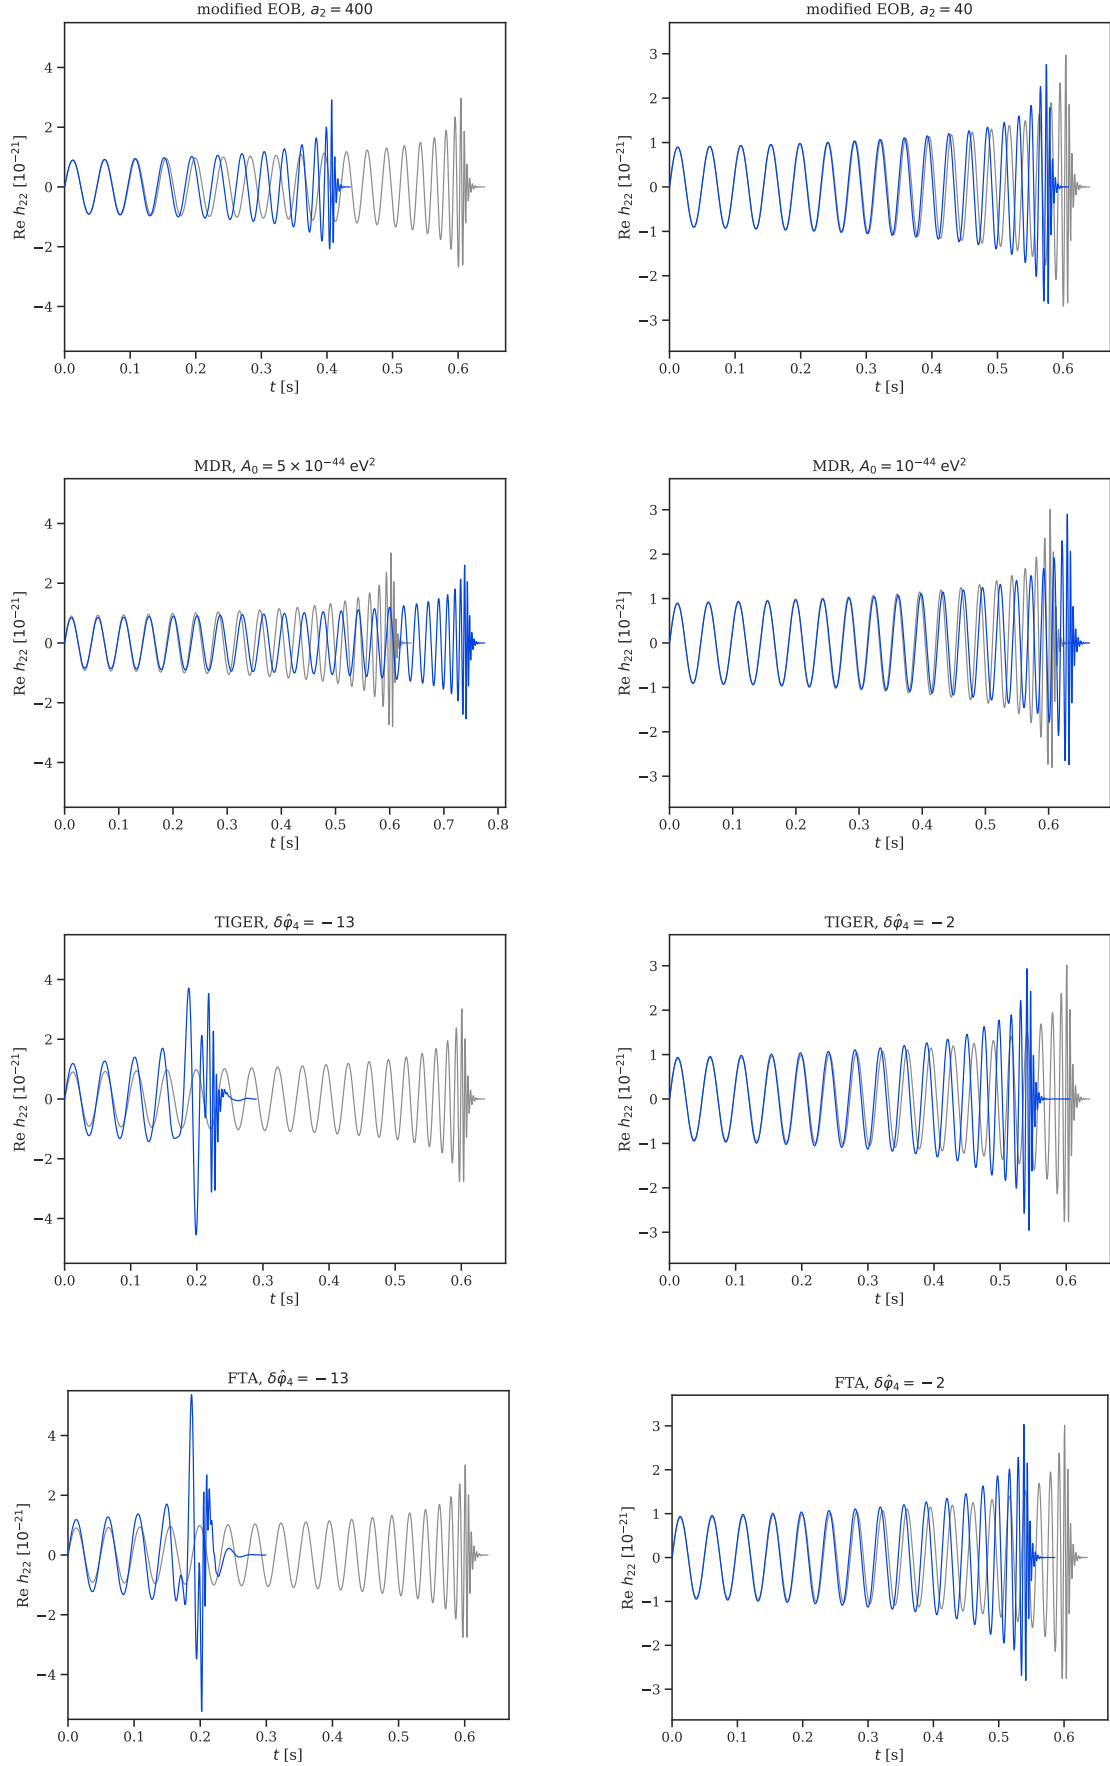 modified EOB, a₂ = 400
4
2
0
−2
−4
Re h₂₂ [10⁻²¹]
0.0 0.1 0.2 0.3 0.4 0.5 0.6
t [s]
modified EOB, a₂ = 40
3
2
1
0
−1
−2
−3
Re h₂₂ [10⁻²¹]
0.0 0.1 0.2 0.3 0.4 0.5 0.6
t [s]
MDR, A₀ = 5 × 10⁻⁴⁴ eV²
4
2
0
−2
−4
Re h₂₂ [10⁻²¹]
0.0 0.1 0.2 0.3 0.4 0.5 0.6 0.7 0.8
t [s]
MDR, A₀ = 10⁻⁴⁴ eV²
3
2
1
0
−1
−2
−3
Re h₂₂ [10⁻²¹]
0.0 0.1 0.2 0.3 0.4 0.5 0.6
t [s]
TIGER, δφ̂₄ = −13
4
2
0
−2
−4
Re h₂₂ [10⁻²¹]
0.0 0.1 0.2 0.3 0.4 0.5 0.6
t [s]
TIGER, δφ̂₄ = −2
3
2
1
0
−1
−2
−3
Re h₂₂ [10⁻²¹]
0.0 0.1 0.2 0.3 0.4 0.5 0.6
t [s]
FTA, δφ̂₄ = −13
4
2
0
−2
−4
Re h₂₂ [10⁻²¹]
0.0 0.1 0.2 0.3 0.4 0.5 0.6
t [s]
FTA, δφ̂₄ = −2
3
2
1
0
−1
−2
−3
Re h₂₂ [10⁻²¹]
0.0 0.1 0.2 0.3 0.4 0.5 0.6
t [s]